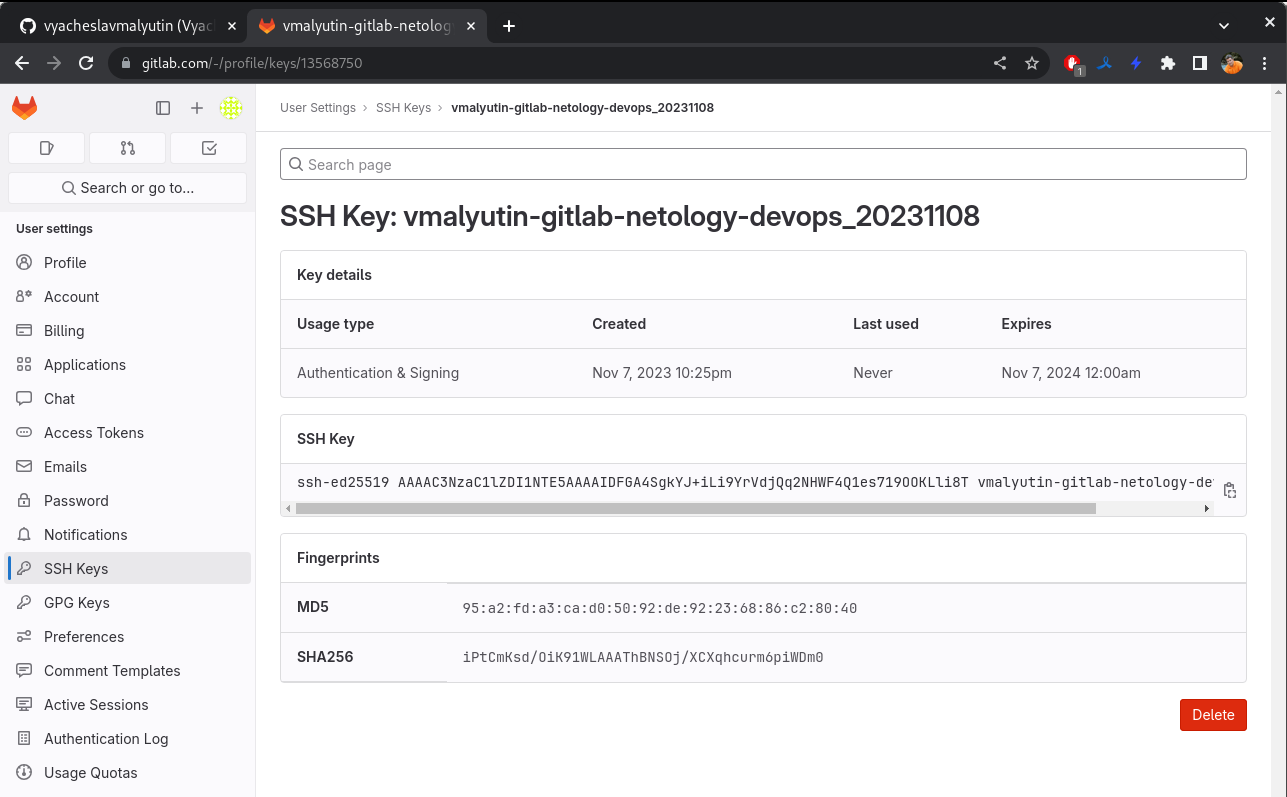 vyacheslavmalyutin (Vyac
vmalyutin-gitlab-netolog
gitlab.com/-/profile/keys/13568750
1
User Settings › SSH Keys › vmalyutin-gitlab-netology-devops_20231108
Search page
Search or go to...
User settings
Profile
Account
Billing
Applications
Chat
Access Tokens
Emails
Password
Notifications
SSH Keys
GPG Keys
Preferences
Comment Templates
Active Sessions
Authentication Log
Usage Quotas
SSH Key: vmalyutin-gitlab-netology-devops_20231108
Key details
Usage type Created Last used Expires
Authentication & Signing Nov 7, 2023 10:25pm Never Nov 7, 2024 12:00am
SSH Key
ssh-ed25519 AAAAC3NzaC1lZDI1NTE5AAAAIDFGA4SgkYJ+iLi9YrVdjQq2NHWF4Q1es719OOKLli8T vmalyutin-gitlab-netology-de
Fingerprints
MD5 95:a2:fd:a3:ca:d0:50:92:de:92:23:68:86:c2:80:40
SHA256 iPtCmKsd/OiK91WLAAAThBNSOj/XCXqhcurm6piWDm0
Delete